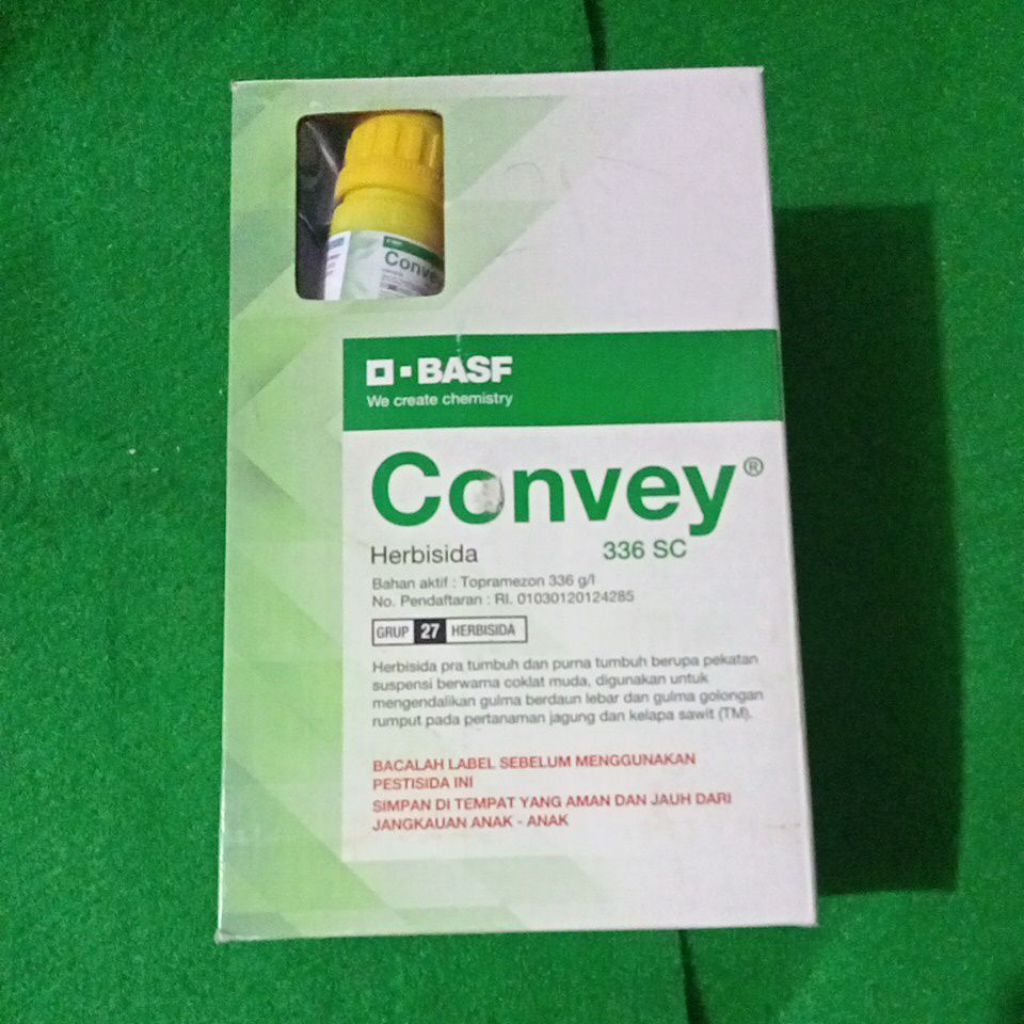 Conve
BASF
We create chemistry
Convey®
Herbisida 336 SC
Bahan aktif : Topramezon 336 g/l
No. Pendaftaran : RI. 01030120124285
GRUP 27 HERBISIDA
Herbisida pra tumbuh dan purna tumbuh berupa pekatan
suspensi berwarna coklat muda, digunakan untuk
mengendalikan gulma berdaun lebar dan gulma golongan
rumput pada pertanaman jagung dan kelapa sawit (TM).
BACALAH LABEL SEBELUM MENGGUNAKAN
PESTISIDA INI
SIMPAN DI TEMPAT YANG AMAN DAN JAUH DARI
JANGKAUAN ANAK - ANAK